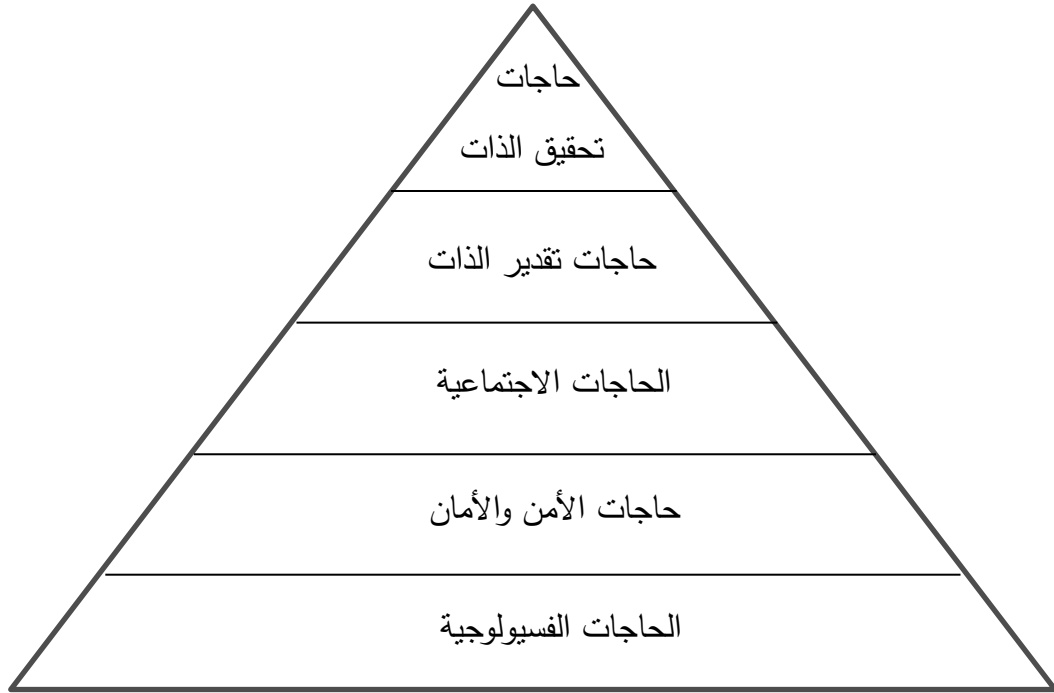 حاجات
تحقيق الذات
حاجات تقدير الذات
الحاجات الاجتماعية
حاجات الأمن والأمان
الحاجات الفسيولوجية